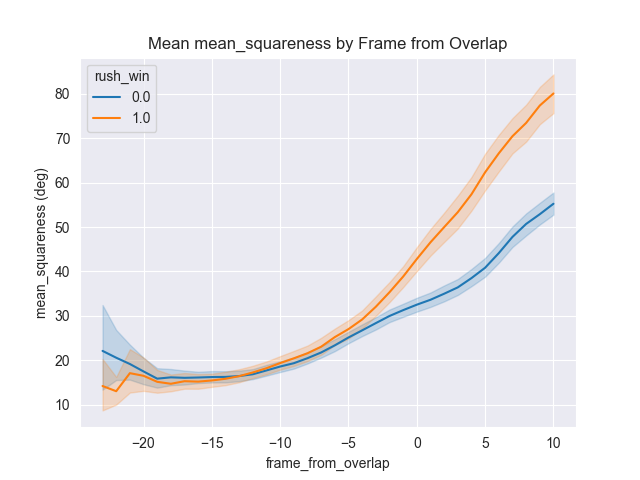 Mean mean_squareness by Frame from Overlap
rush_win
0.0
1.0
mean_squareness (deg)
80
70
60
50
40
30
20
10
−20 −15 −10 −5 0 5 10
frame_from_overlap